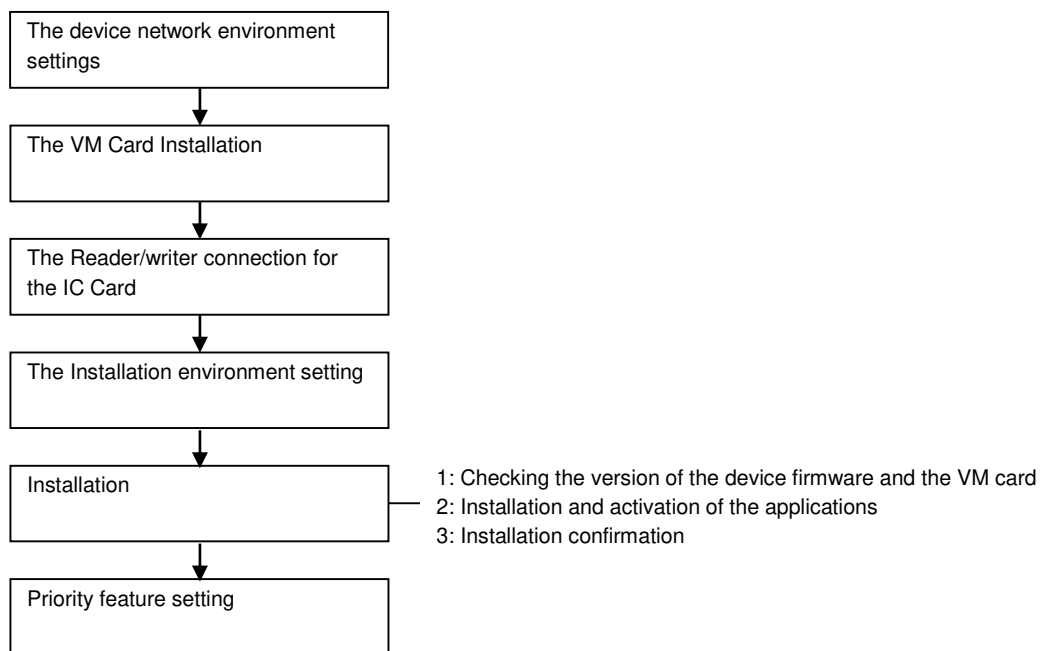 The device network environment
settings
The VM Card Installation
The Reader/writer connection for
the IC Card
The Installation environment setting
Installation
1: Checking the version of the device firmware and the VM card
2: Installation and activation of the applications
3: Installation confirmation
Priority feature setting